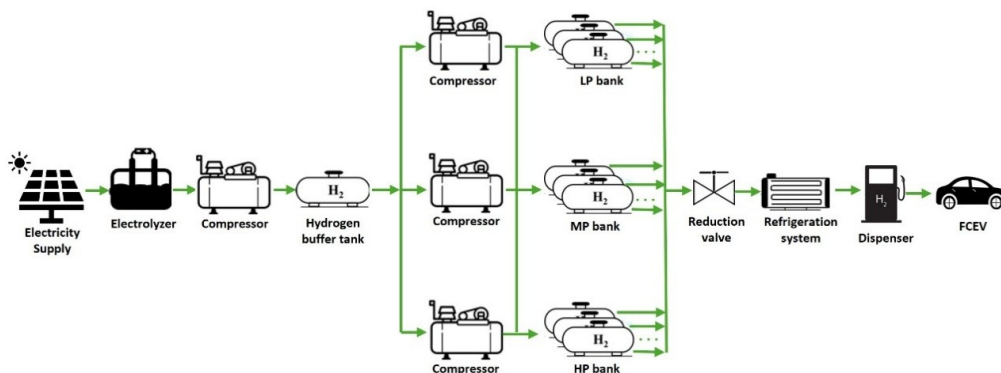 Compressor
H₂
LP bank
Electricity
Supply
Electrolyzer
Compressor
H₂
Hydrogen
buffer tank
Compressor
H₂
MP bank
Reduction
valve
Refrigeration
system
H₂
Dispenser
FCEV
Compressor
H₂
HP bank